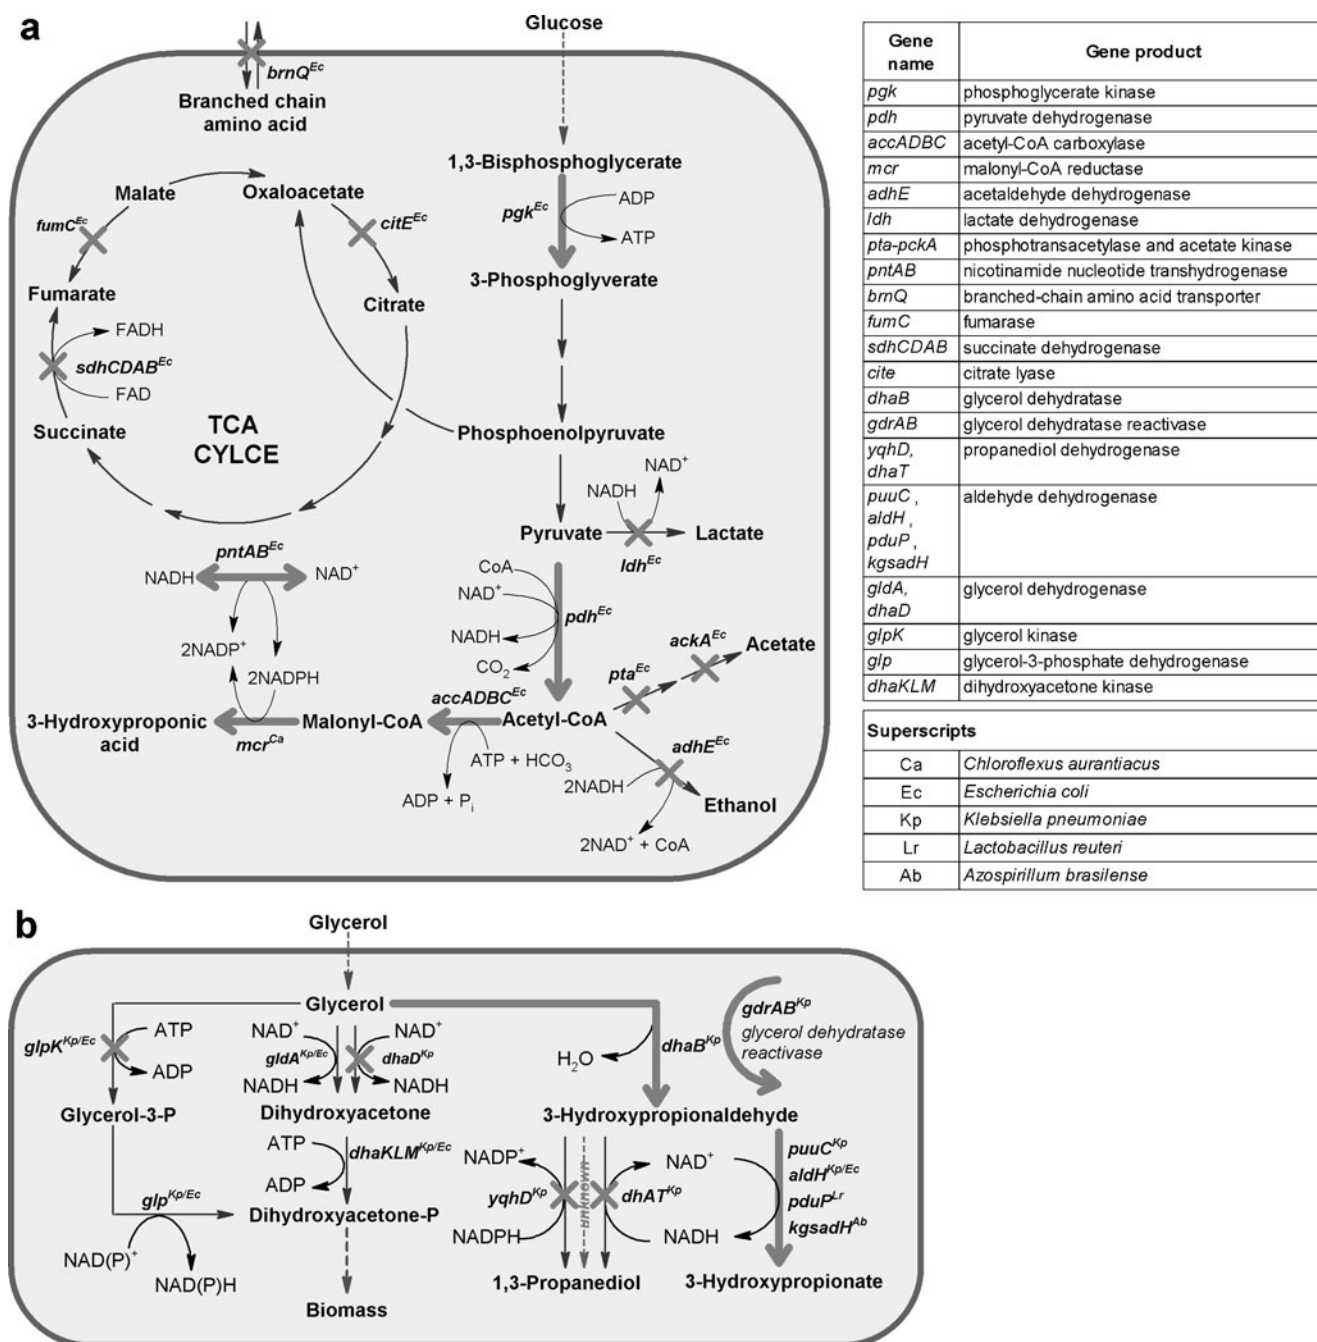 a
Glucose
brnQ^Ec
Branched chain
amino acid
1,3-Bisphosphoglycerate
Malate
Oxaloacetate
ADP
pgk^Ec
ATP
fumC^Ec
citE^Ec
3-Phosphoglyverate
Fumarate
Citrate
FADH
sdhCDAB^Ec
FAD
Succinate
TCA
CYLCE
Phosphoenolpyruvate
NADH
NAD+
Pyruvate
Lactate
ldh^Ec
pntAB^Ec
NADH
NAD+
CoA
NAD+
pdh^Ec
NADH
CO2
2NADP+
2NADPH
ackA^Ec
Acetate
pta^Ec
accADBC^Ec
3-Hydroxyproponic
acid
Malonyl-CoA
Acetyl-CoA
mcr^Ca
ATP + HCO3
ADP + Pi
adhE^Ec
2NADH
Ethanol
2NAD+ + CoA
Gene name | Gene product
pgk | phosphoglycerate kinase
pdh | pyruvate dehydrogenase
accADBC | acetyl-CoA carboxylase
mcr | malonyl-CoA reductase
adhE | acetaldehyde dehydrogenase
ldh | lactate dehydrogenase
pta-pckA | phosphotransacetylase and acetate kinase
pntAB | nicotinamide nucleotide transhydrogenase
brnQ | branched-chain amino acid transporter
fumC | fumarase
sdhCDAB | succinate dehydrogenase
cite | citrate lyase
dhaB | glycerol dehydratase
gdrAB | glycerol dehydratase reactivase
yqhD, dhaT | propanediol dehydrogenase
puuC, aldH, pduP, kgsadH | aldehyde dehydrogenase
gldA, dhaD | glycerol dehydrogenase
glpK | glycerol kinase
glp | glycerol-3-phosphate dehydrogenase
dhaKLM | dihydroxyacetone kinase
Superscripts
Ca | Chloroflexus aurantiacus
Ec | Escherichia coli
Kp | Klebsiella pneumoniae
Lr | Lactobacillus reuteri
Ab | Azospirillum brasilense
b
Glycerol
Glycerol
ATP
glpK^Kp/Ec
ADP
NAD+
NAD+
gldA^Kp/Ec
dhaD^Kp
NADH
NADH
H2O
dhaB^Kp
gdrAB^Kp
glycerol dehydratase
reactivase
Glycerol-3-P
Dihydroxyacetone
3-Hydroxypropionaldehyde
ATP
dhaKLM^Kp/Ec
ADP
glp^Kp/Ec
NAD(P)+
NAD(P)H
Dihydroxyacetone-P
NADP+
yqhD^Kp
NADPH
unknown
dhAT^Kp
NAD+
NADH
puuC^Kp
aldH^Kp/Ec
pduP^Lr
kgsadH^Ab
Biomass
1,3-Propanediol
3-Hydroxypropionate